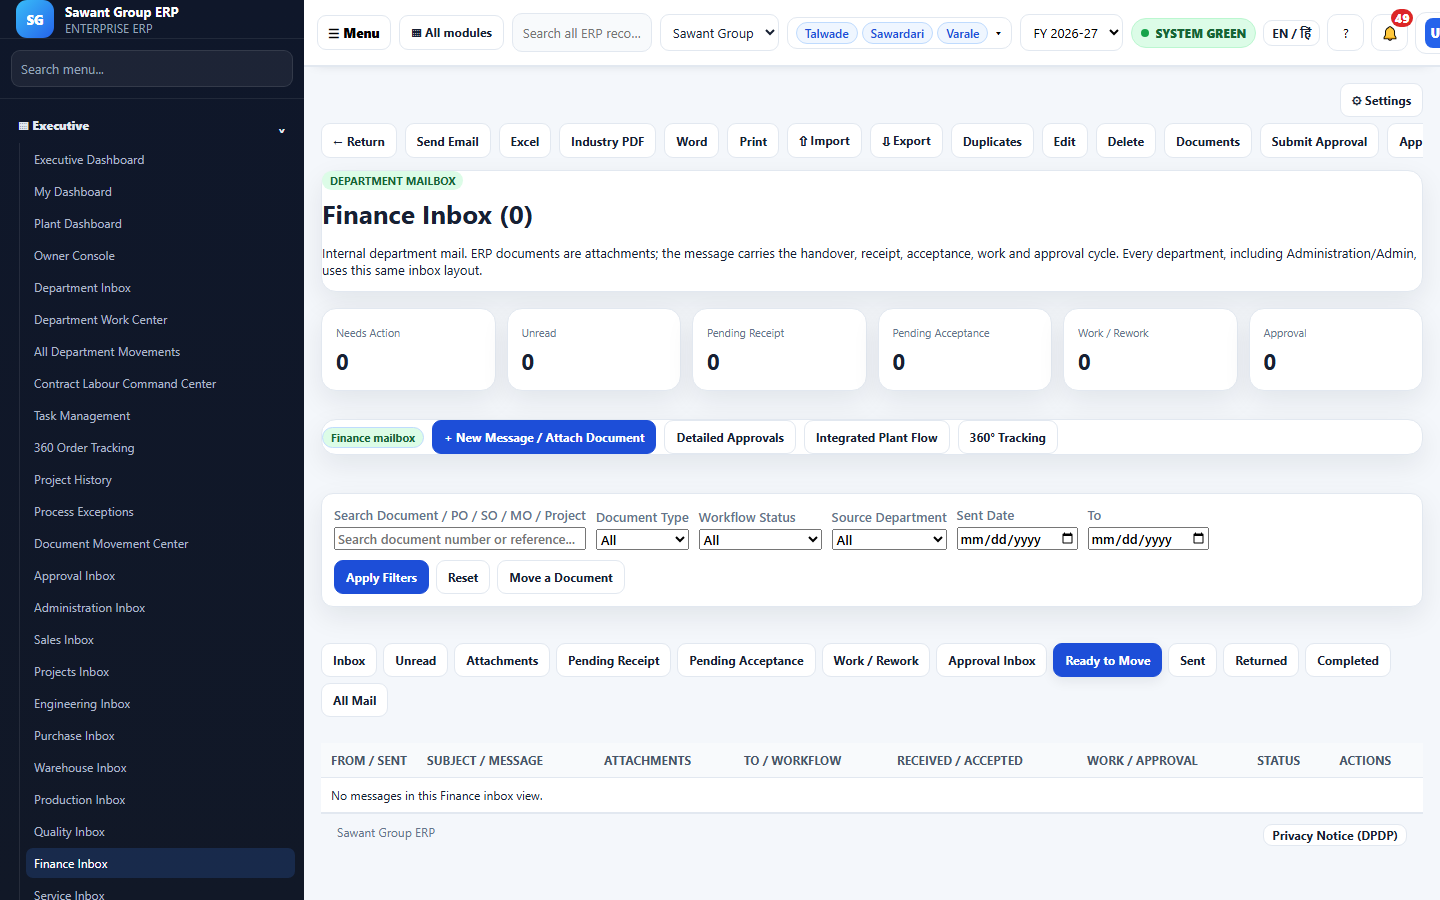 SG
Sawant Group ERP
ENTERPRISE ERP
Search menu...
Executive
Executive Dashboard
My Dashboard
Plant Dashboard
Owner Console
Department Inbox
Department Work Center
All Department Movements
Contract Labour Command Center
Task Management
360 Order Tracking
Project History
Process Exceptions
Document Movement Center
Approval Inbox
Administration Inbox
Sales Inbox
Projects Inbox
Engineering Inbox
Purchase Inbox
Warehouse Inbox
Production Inbox
Quality Inbox
Finance Inbox
Service Inbox
☰ Menu
All modules
Search all ERP reco...
Sawant Group
Talwade
Sawardari
Varale
FY 2026-27
SYSTEM GREEN
EN / हिं
?
49
U
⚙ Settings
← Return
Send Email
Excel
Industry PDF
Word
Print
⇧ Import
⇩ Export
Duplicates
Edit
Delete
Documents
Submit Approval
App
DEPARTMENT MAILBOX
Finance Inbox (0)
Internal department mail. ERP documents are attachments; the message carries the handover, receipt, acceptance, work and approval cycle. Every department, including Administration/Admin,
uses this same inbox layout.
Needs Action
0
Unread
0
Pending Receipt
0
Pending Acceptance
0
Work / Rework
0
Approval
0
Finance mailbox
+ New Message / Attach Document
Detailed Approvals
Integrated Plant Flow
360° Tracking
Search Document / PO / SO / MO / Project
Search document number or reference...
Document Type
All
Workflow Status
All
Source Department
All
Sent Date
mm/dd/yyyy
To
mm/dd/yyyy
Apply Filters
Reset
Move a Document
Inbox
Unread
Attachments
Pending Receipt
Pending Acceptance
Work / Rework
Approval Inbox
Ready to Move
Sent
Returned
Completed
All Mail
FROM / SENT
SUBJECT / MESSAGE
ATTACHMENTS
TO / WORKFLOW
RECEIVED / ACCEPTED
WORK / APPROVAL
STATUS
ACTIONS
No messages in this Finance inbox view.
Sawant Group ERP
Privacy Notice (DPDP)